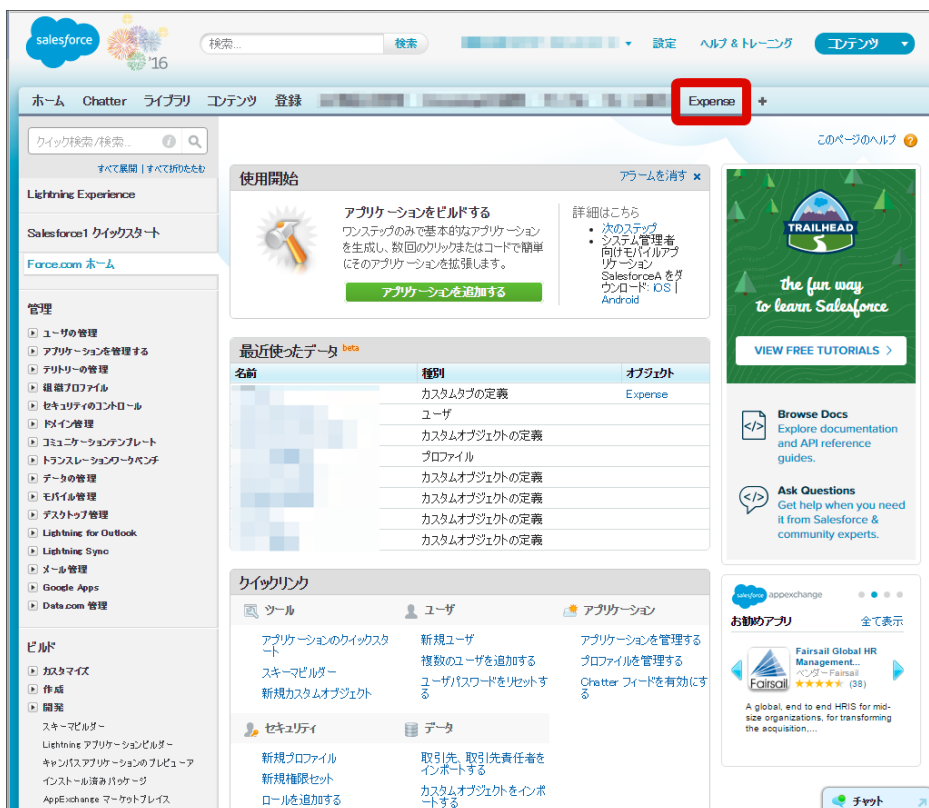 salesforce
'16
検索...
検索
設定
ヘルプ & トレーニング
コンテンツ
ホーム
Chatter
ライブラリ
コンテンツ
登録
Expense
+
クイック検索/検索...
すべて展開 | すべて折りたたむ
Lightning Experience
Salesforce1 クイックスタート
Force.com ホーム
管理
ユーザの管理
アプリケーションを管理する
テリトリーの管理
組織プロファイル
セキュリティのコントロール
ドメイン管理
コミュニケーションテンプレート
トランスレーションワークベンチ
データの管理
モバイル管理
デスクトップ管理
Lightning for Outlook
Lightning Sync
メール管理
Google Apps
Data.com 管理
ビルド
カスタマイズ
作成
開発
スキーマビルダー
Lightning アプリケーションビルダー
キャンバスアプリケーションのプレビューア
インストール済みパッケージ
AppExchange マーケットプレイス
このページのヘルプ
使用開始
アラームを消す ×
アプリケーションをビルドする
ワンステップのみで基本的なアプリケーション
を生成し、数回のクリックまたはコードで簡単
にそのアプリケーションを拡張します。
アプリケーションを追加する
詳細はこちら
次のステップ
システム管理者
向けモバイルアプ
リケーション
SalesforceA をダ
ウンロード: iOS |
Android
最近使ったデータ beta
名前
種別
オブジェクト
カスタムタブの定義
Expense
ユーザ
カスタムオブジェクトの定義
プロファイル
カスタムオブジェクトの定義
カスタムオブジェクトの定義
カスタムオブジェクトの定義
カスタムオブジェクトの定義
クイックリンク
ツール
アプリケーションのクイックスタ
ート
スキーマビルダー
新規カスタムオブジェクト
ユーザ
新規ユーザ
複数のユーザを追加する
ユーザパスワードをリセットす
る
アプリケーション
アプリケーションを管理する
プロファイルを管理する
Chatter フィードを有効にす
る
セキュリティ
新規プロファイル
新規権限セット
ロールを追加する
データ
取引先、取引先責任者を
インポートする
カスタムオブジェクトをインポ
ートする
TRAILHEAD
the fun way
to learn Salesforce
VIEW FREE TUTORIALS >
Browse Docs
Explore documentation
and API reference
guides.
Ask Questions
Get help when you need
it from Salesforce &
community experts.
salesforce appexchange
お勧めアプリ
全て表示
Fairsail
Fairsail Global HR
Management...
ベンダー Fairsail
(38)
A global, end to end HRIS for mid-
size organizations, for transforming
the acquisition,...
チャット